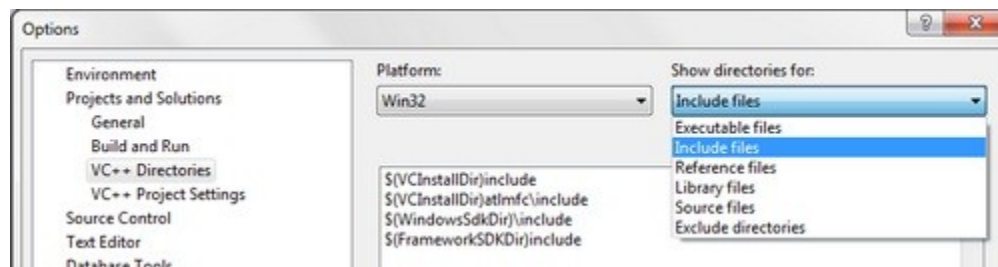 Options
Environment
Projects and Solutions
General
Build and Run
VC++ Directories
VC++ Project Settings
Source Control
Text Editor
Database Tools
Platform:
Win32
Show directories for:
Include files
Executable files
Include files
Reference files
Library files
Source files
Exclude directories
$(VCInstallDir)include
$(VCInstallDir)atlmfc\include
$(WindowsSdkDir)\include
$(FrameworkSDKDir)include